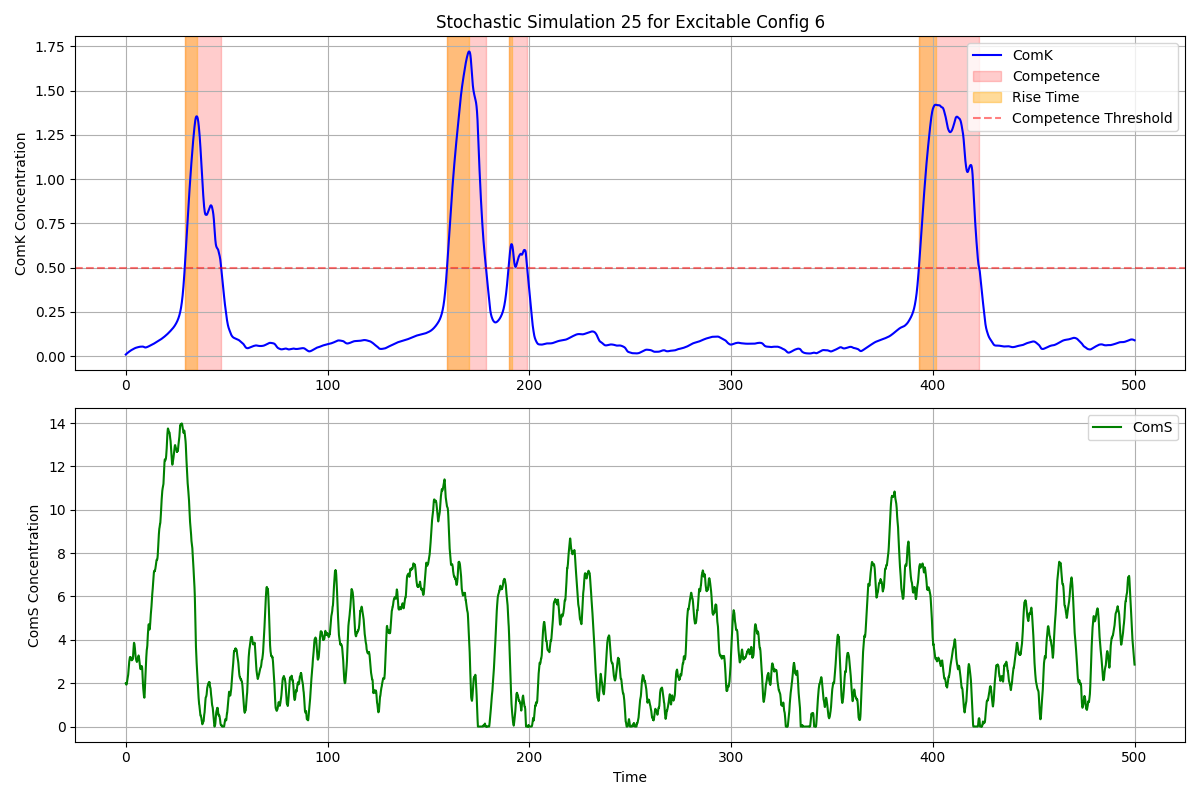 Stochastic Simulation 25 for Excitable Config 6
ComK Concentration
1.75
1.50
1.25
1.00
0.75
0.50
0.25
0.00
ComK
Competence
Rise Time
Competence Threshold
0 100 200 300 400 500
ComS Concentration
14
12
10
8
6
4
2
0
ComS
0 100 200 300 400 500
Time